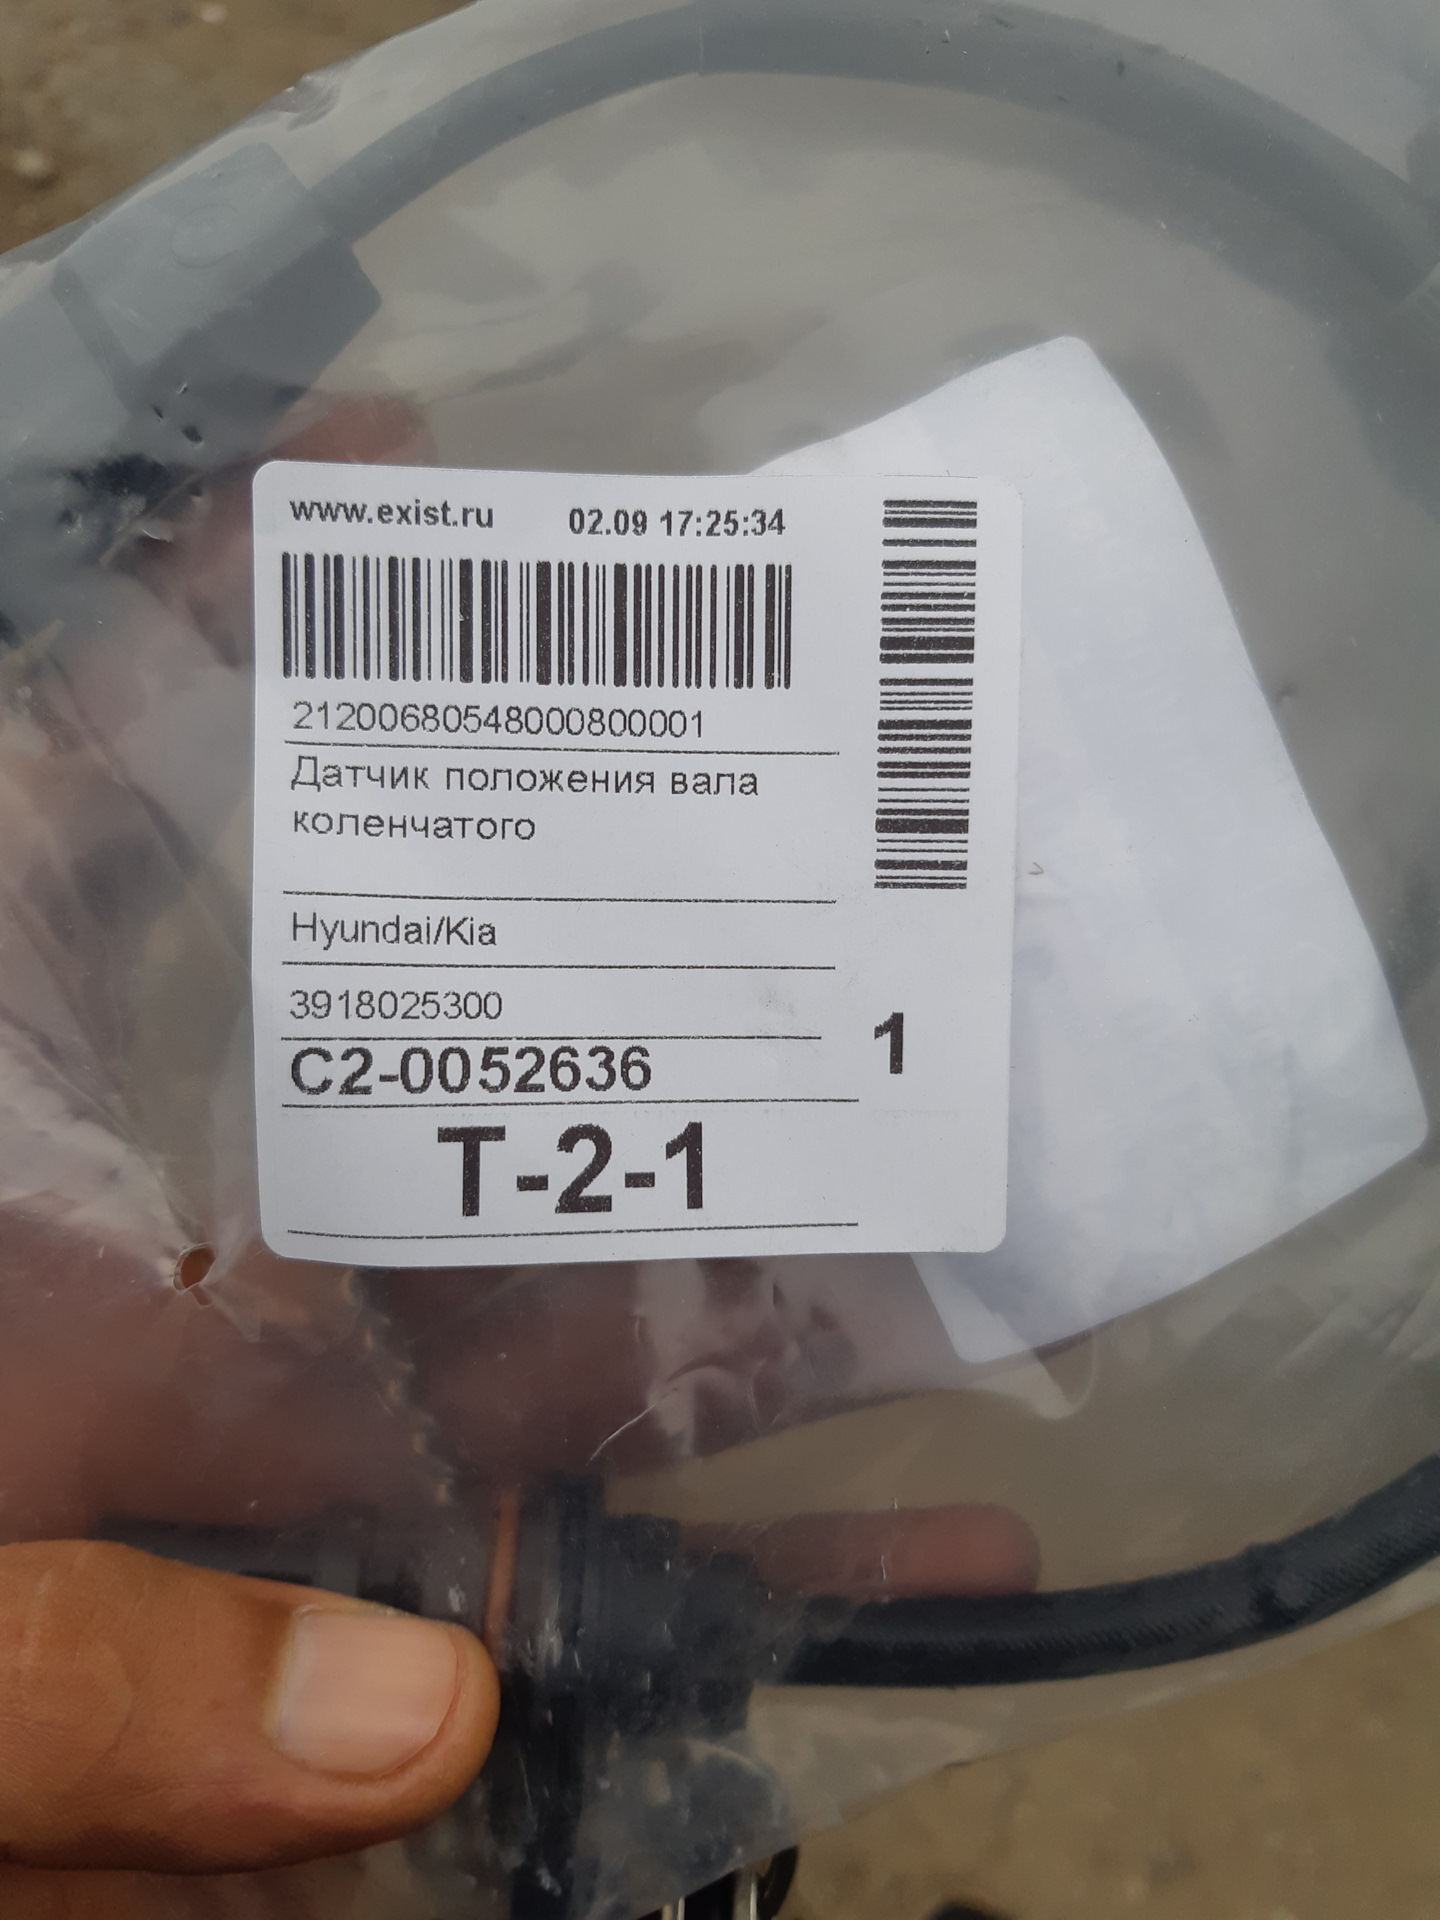 www.exist.ru 02.09 17:25:34
21200680548000800001
Датчик положения вала
коленчатого
Hyundai/Kia
3918025300
C2-0052636
1
T-2-1